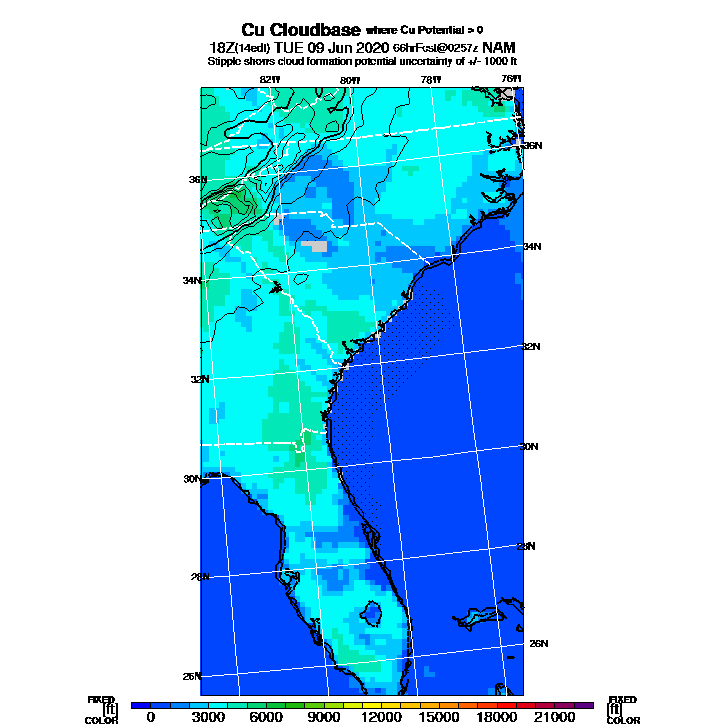 Cu Cloudbase where Cu Potential > 0
18Z(14edt) TUE 09 Jun 2020 66hrFcst@0257z NAM
Stipple shows cloud formation potential uncertainty of +/- 1000 ft
82W 80W 78W 76W
36N
36N
34N
34N
32N
32N
30N
30N
28N
28N
26N
26N
FIXED FIXED
[ft] [ft]
COLOR COLOR
0 3000 6000 9000 12000 15000 18000 21000